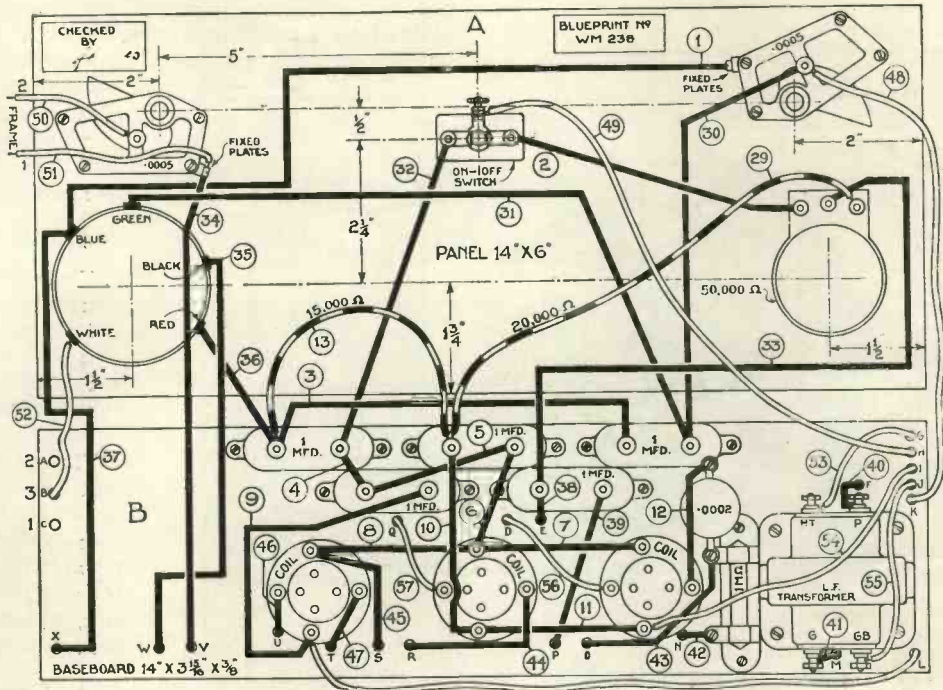 CHECKED
BY
A
BLUEPRINT Nº
WM 238
5"
2"
1
FIXED
PLATES
.0005
48
2
50
FRAME
1
51
FIXED
PLATES
.0005
½"
49
30
2"
32
ON-OFF
SWITCH
2
29
GREEN
34
31
BLUE
2¼"
35
BLACK
PANEL 14" X 6"
50,000 Ω
15,000 Ω
20,000 Ω
RED
WHITE
13
1¾"
33
1½"
36
3
1½"
52
37
1
MFD.
5
1 MFD.
1
MFD.
G
H
2
A
4
53
40
I
J
3
B
9
1 MFD.
6
1 MFD.
38
F
K
B
8
10
7
39
12
.0002
HT
P
1
C
Q
D
E
46
COIL
COIL
COIL
54
57
56
1 MΩ
L.F.
TRANSFORMER
55
45
11
U
41
G
GB
X
W
V
47
T
S
R
44
P
O
43
N
42
M
L
BASEBOARD 14" X 3 15/16" X 3/8"